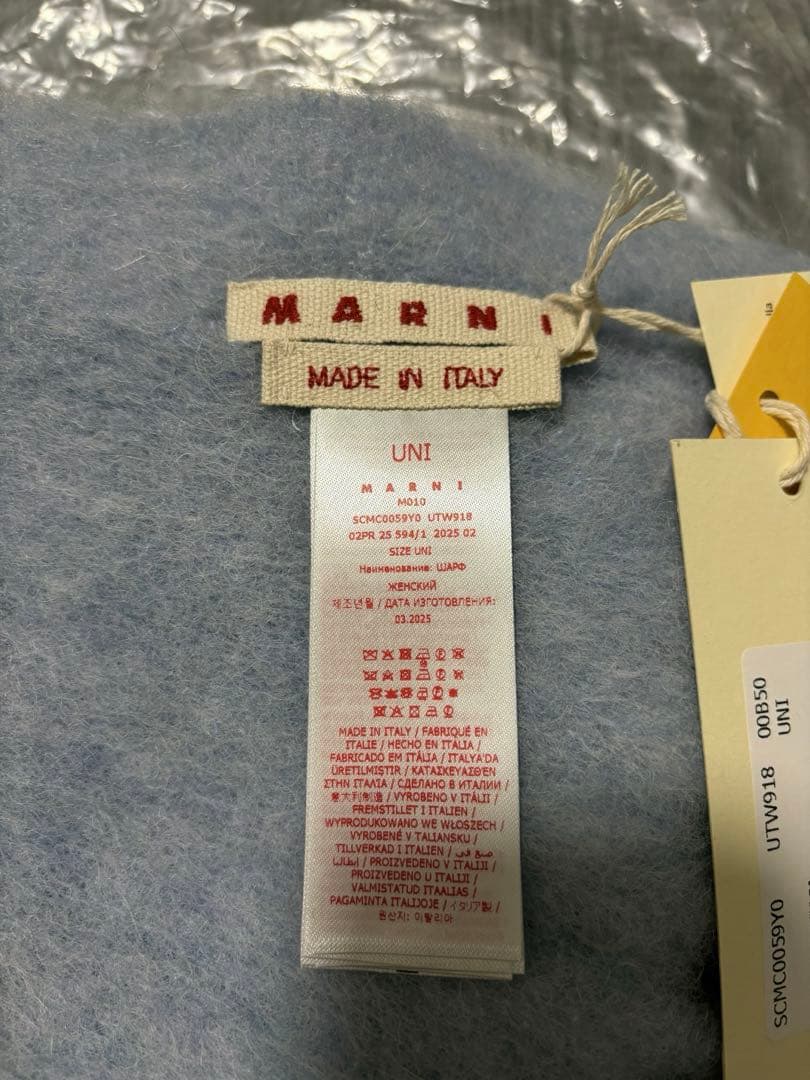 MARNI
MADE IN ITALY
UNI
MARNI
M010
SCMC0059Y0 UTW918
02PR 25 594/1 2025 02
SIZE UNI
Наименование: ШАРФ
ЖЕНСКИЙ
제조년월 / ДАТА ИЗГОТОВЛЕНИЯ:
03.2025
MADE IN ITALY / FABRIQUÉ EN
ITALIE / HECHO EN ITALIA /
FABRICADO EM ITÁLIA / ITALYA'DA
ÜRETILMIŞTIR / ΚΑΤΑΣΚΕΥΑΣΘΕΝ
ΣΤΗΝ ΙΤΑΛΙΑ / СДЕЛАНО В ИТАЛИИ /
意大利制造 / VYROBENO V ITÁLII /
FREMSTILLET I ITALIEN /
WYPRODUKOWANO WE WŁOSZECH /
VYROBENÉ V TALIANSKU /
TILLVERKAD I ITALIEN / صنع في
إيطاليا / PROIZVEDENO V ITALIJI /
PROIZVEDENO U ITALIJI /
VALMISTATUD ITAALIAS /
PAGAMINTA ITALIJOJE / イタリア製 /
원산지: 이탈리아
SCMC0059Y0 UTW918 00B50
UNI